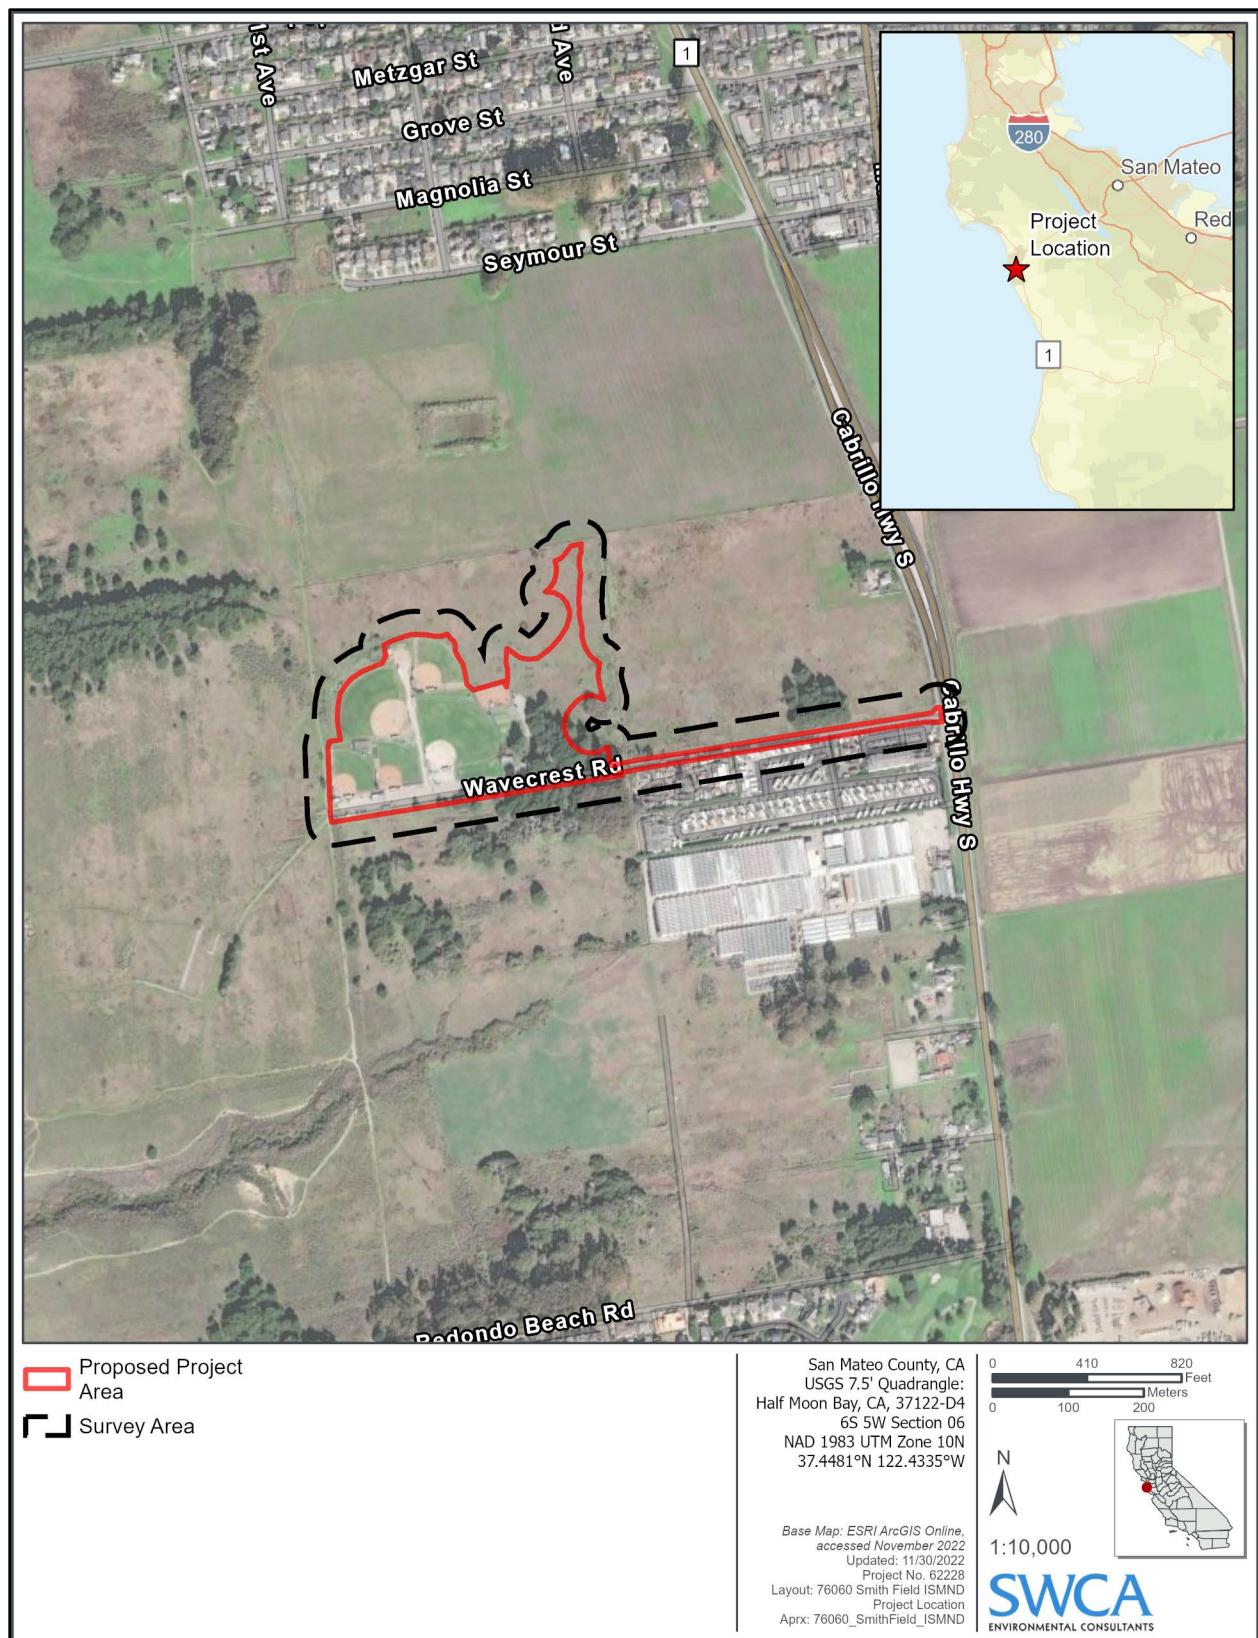 1st Ave
d Ave
Metzgar St
Grove St
Magnolia St
Seymour St
1
Cabrillo Hwy S
Wavecrest Rd
Cabrillo Hwy S
Redondo Beach Rd
280
San Mateo
Red
Project
Location
1
Proposed Project
Area
Survey Area
San Mateo County, CA
USGS 7.5' Quadrangle:
Half Moon Bay, CA, 37122-D4
6S 5W Section 06
NAD 1983 UTM Zone 10N
37.4481°N 122.4335°W
Base Map: ESRI ArcGIS Online,
accessed November 2022
Updated: 11/30/2022
Project No. 62228
Layout: 76060 Smith Field ISMND
Project Location
Aprx: 76060_SmithField_ISMND
0 410 820
Feet
Meters
0 100 200
N
1:10,000
SWCA
ENVIRONMENTAL CONSULTANTS